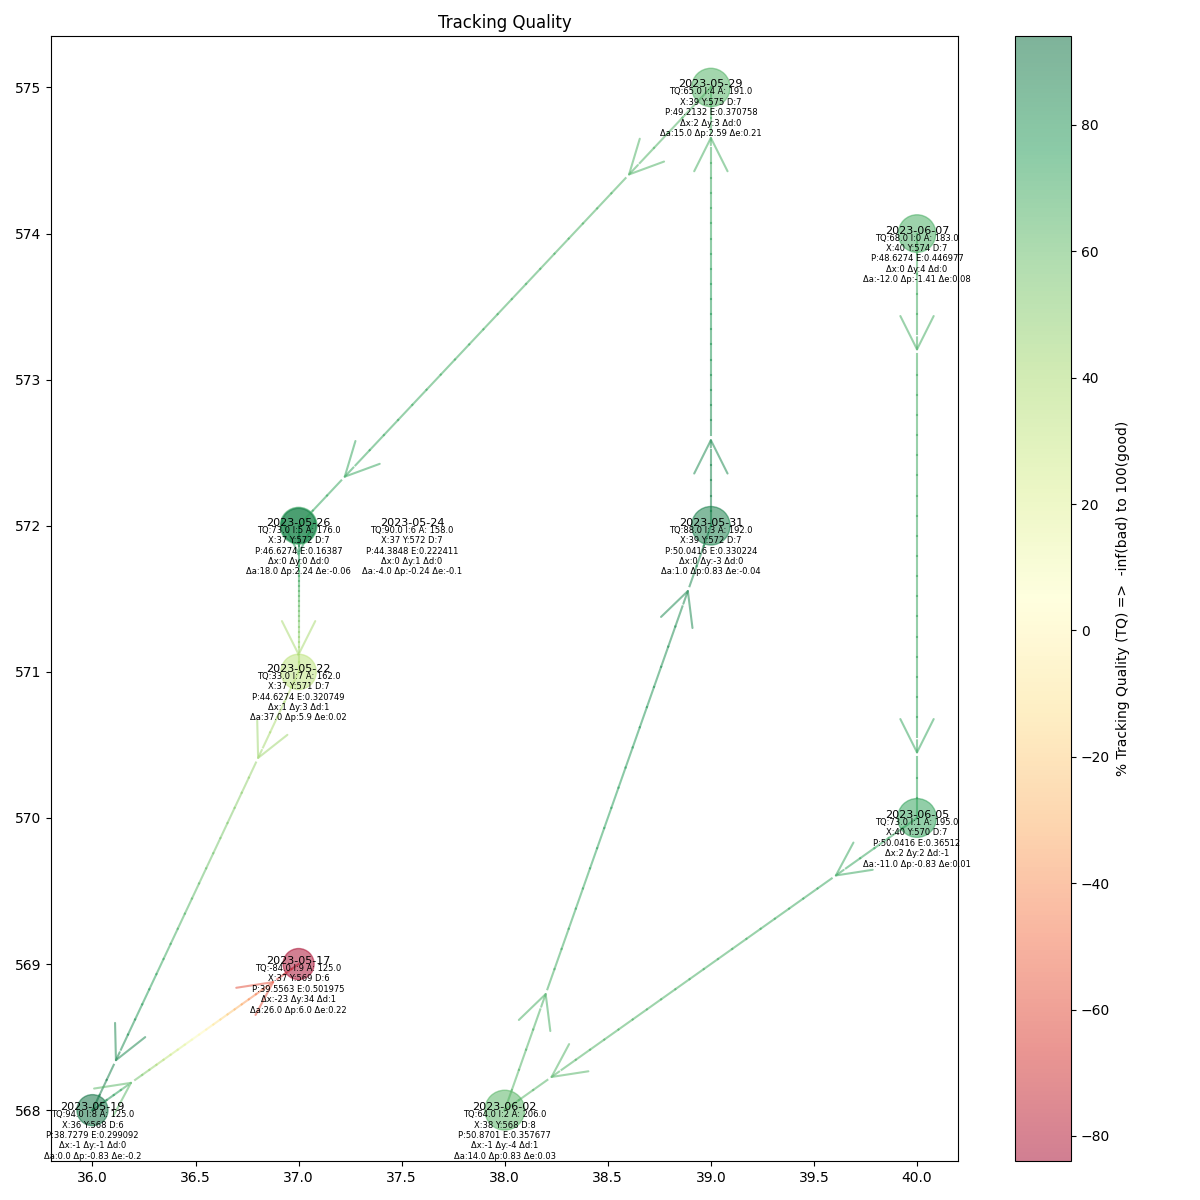 Tracking Quality
575
574
573
572
571
570
569
568
2023-05-29
TQ:65.0 I:4 A: 191.0
X:39 Y:575 D:7
P:49.2132 E:0.370758
Δx:2 Δy:3 Δd:0
Δa:15.0 Δp:2.59 Δe:0.21
2023-06-07
TQ:68.0 I:0 A: 183.0
X:40 Y:574 D:7
P:48.6274 E:0.446977
Δx:0 Δy:4 Δd:0
Δa:-12.0 Δp:-1.41 Δe:0.08
2023-05-26
TQ:73.0 I:5 A: 176.0
X:37 Y:572 D:7
P:46.6274 E:0.16387
Δx:0 Δy:0 Δd:0
Δa:18.0 Δp:2.24 Δe:-0.06
2023-05-24
TQ:90.0 I:6 A: 158.0
X:37 Y:572 D:7
P:44.3848 E:0.222411
Δx:0 Δy:1 Δd:0
Δa:-4.0 Δp:-0.24 Δe:-0.1
2023-05-31
TQ:88.0 I:3 A: 192.0
X:39 Y:572 D:7
P:50.0416 E:0.330224
Δx:0 Δy:-3 Δd:0
Δa:1.0 Δp:0.83 Δe:-0.04
2023-05-22
TQ:33.0 I:7 A: 162.0
X:37 Y:571 D:7
P:44.6274 E:0.320749
Δx:1 Δy:3 Δd:1
Δa:37.0 Δp:5.9 Δe:0.02
2023-06-05
TQ:73.0 I:1 A: 195.0
X:40 Y:570 D:7
P:50.0416 E:0.36512
Δx:2 Δy:2 Δd:-1
Δa:-11.0 Δp:-0.83 Δe:0.01
2023-05-17
TQ:-84.0 I:9 A: 125.0
X:37 Y:569 D:6
P:39.5563 E:0.501975
Δx:-23 Δy:34 Δd:1
Δa:26.0 Δp:6.0 Δe:0.22
2023-05-19
TQ:94.0 I:8 A: 125.0
X:36 Y:568 D:6
P:38.7279 E:0.299092
Δx:-1 Δy:-1 Δd:0
Δa:0.0 Δp:-0.83 Δe:-0.2
2023-06-02
TQ:64.0 I:2 A: 206.0
X:38 Y:568 D:8
P:50.8701 E:0.357677
Δx:-1 Δy:-4 Δd:1
Δa:14.0 Δp:0.83 Δe:0.03
36.0 36.5 37.0 37.5 38.0 38.5 39.0 39.5 40.0
80
60
40
20
0
−20
−40
−60
−80
% Tracking Quality (TQ) => -inf(bad) to 100(good)